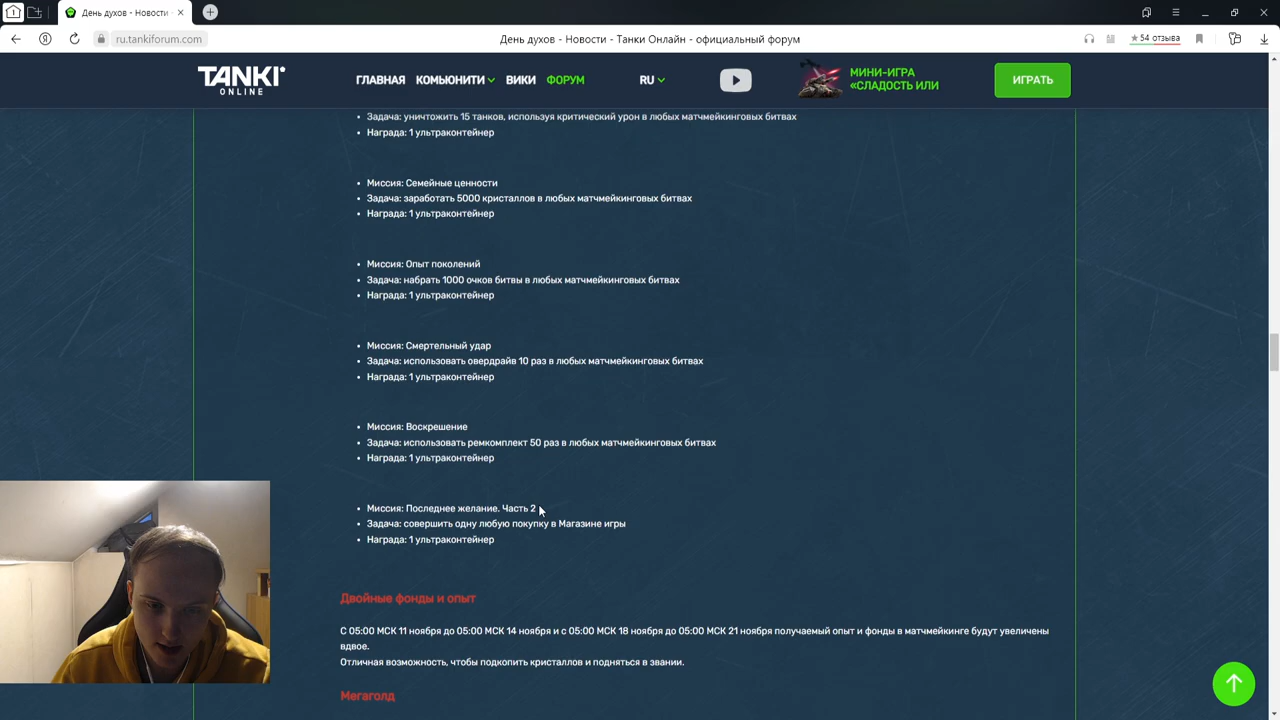 День духов - Новости -
ru.tankiforum.com
День духов - Новости - Танки Онлайн - официальный форум
★54 отзыва
TANKI
ONLINE
ГЛАВНАЯ
КОМЬЮНИТИ
ВИКИ
ФОРУМ
RU
МИНИ-ИГРА
«СЛАДОСТЬ ИЛИ
ИГРАТЬ
• Задача: уничтожить 15 танков, используя критический урон в любых матчмейкинговых битвах
• Награда: 1 ультраконтейнер
• Миссия: Семейные ценности
• Задача: заработать 5000 кристаллов в любых матчмейкинговых битвах
• Награда: 1 ультраконтейнер
• Миссия: Опыт поколений
• Задача: набрать 1000 очков битвы в любых матчмейкинговых битвах
• Награда: 1 ультраконтейнер
• Миссия: Смертельный удар
• Задача: использовать овердрайв 10 раз в любых матчмейкинговых битвах
• Награда: 1 ультраконтейнер
• Миссия: Воскрешение
• Задача: использовать ремкомплект 50 раз в любых матчмейкинговых битвах
• Награда: 1 ультраконтейнер
• Миссия: Последнее желание. Часть 2
• Задача: совершить одну любую покупку в Магазине игры
• Награда: 1 ультраконтейнер
Двойные фонды и опыт
С 05:00 МСК 11 ноября до 05:00 МСК 14 ноября и с 05:00 МСК 18 ноября до 05:00 МСК 21 ноября получаемый опыт и фонды в матчмейкинге будут увеличены
вдвое.
Отличная возможность, чтобы подкопить кристаллов и подняться в звании.
Мегаголд